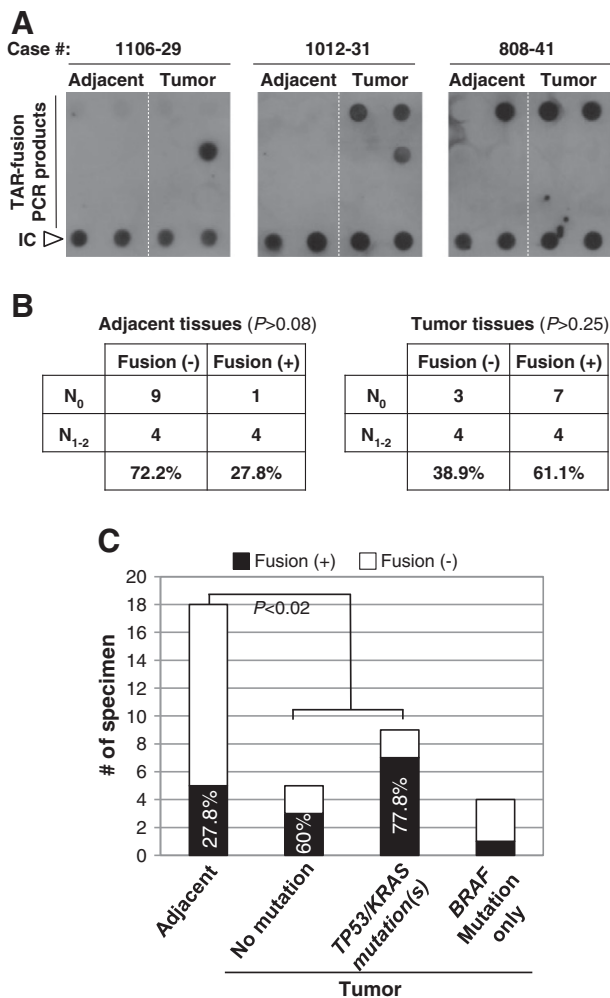 A
Case #: 1106-29 1012-31 808-41
Adjacent Tumor Adjacent Tumor Adjacent Tumor
TAR-fusion
PCR products
IC
B
Adjacent tissues (P>0.08) Tumor tissues (P>0.25)
Fusion (-) Fusion (+) Fusion (-) Fusion (+)
N0 9 1 N0 3 7
N1-2 4 4 N1-2 4 4
72.2% 27.8% 38.9% 61.1%
C
Fusion (+) Fusion (-)
# of specimen
20
18
P<0.02
16
14
12
10
8
6
4
2
0
27.8%
60%
77.8%
Adjacent
No mutation
TP53/KRAS
mutation(s)
BRAF
Mutation
only
Tumor